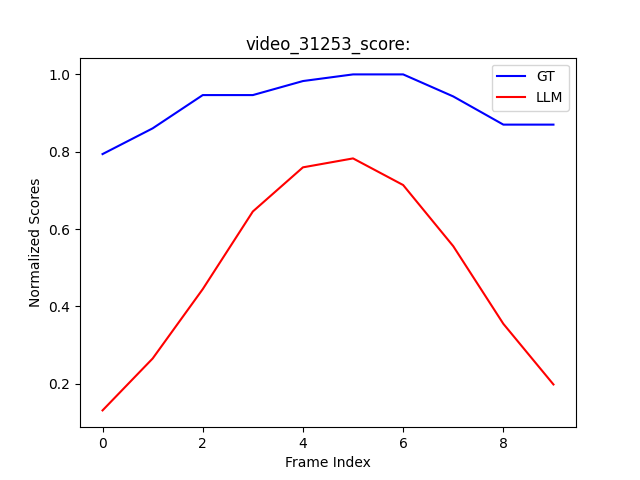 video_31253_score:
GT
LLM
Normalized Scores
1.0
0.8
0.6
0.4
0.2
0 2 4 6 8
Frame Index